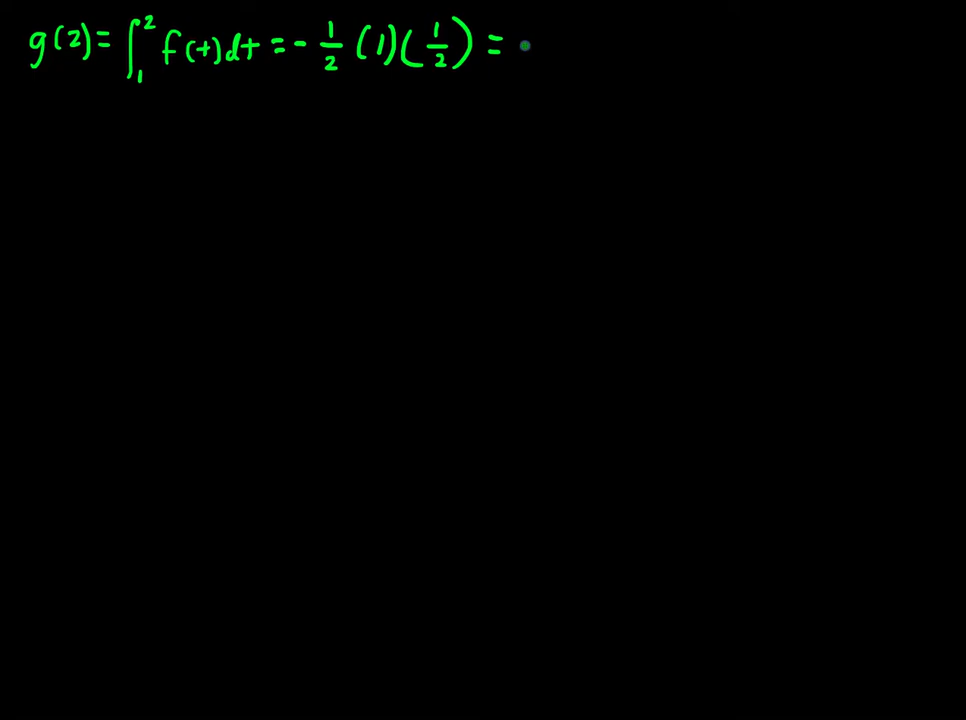 g(2) = ∫₁² f(t)dt = - 1/2 (1)(1/2) =